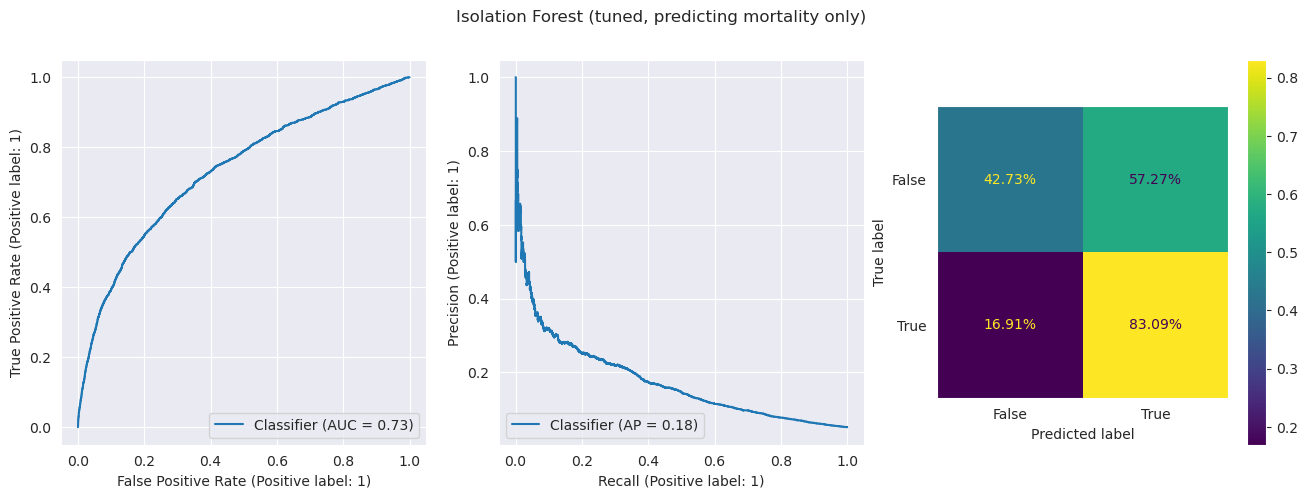 Isolation Forest (tuned, predicting mortality only)
True Positive Rate (Positive label: 1)
1.0
0.8
0.6
0.4
0.2
0.0
0.0 0.2 0.4 0.6 0.8 1.0
False Positive Rate (Positive label: 1)
Classifier (AUC = 0.73)
Precision (Positive label: 1)
1.0
0.8
0.6
0.4
0.2
0.0 0.2 0.4 0.6 0.8 1.0
Recall (Positive label: 1)
Classifier (AP = 0.18)
True label
False 42.73% 57.27%
True 16.91% 83.09%
False True
Predicted label
0.8
0.7
0.6
0.5
0.4
0.3
0.2